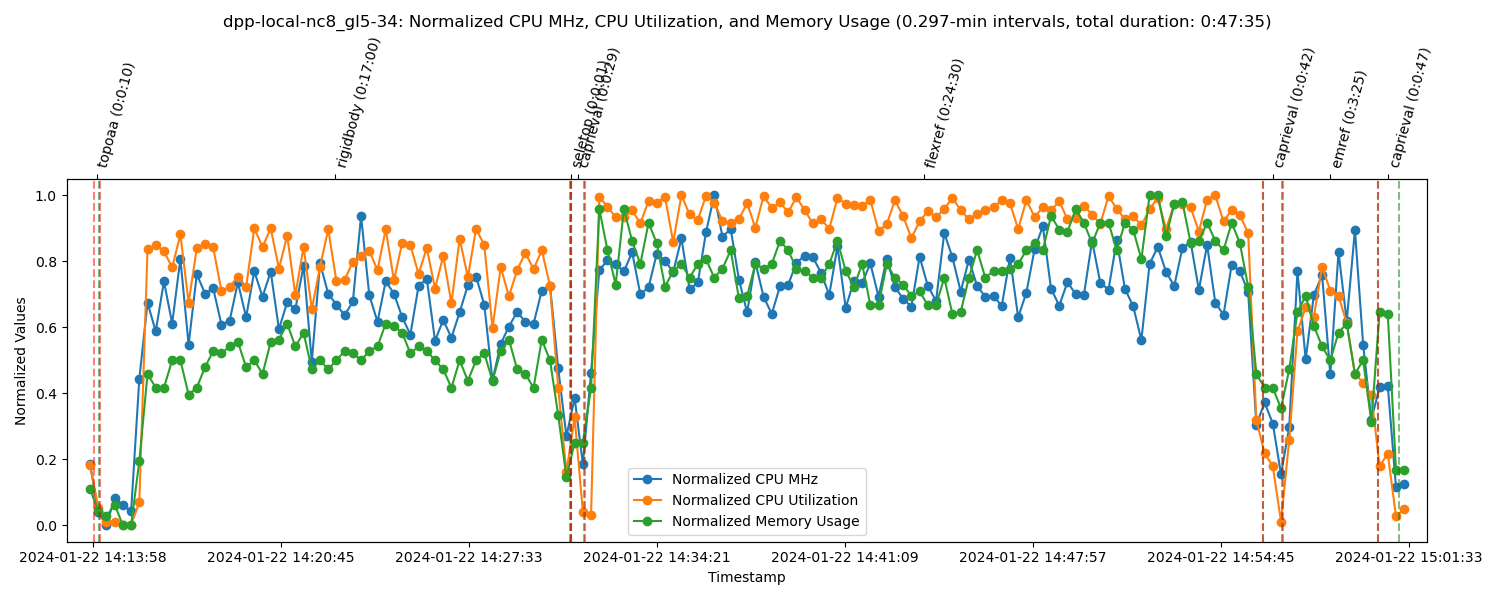 dpp-local-nc8_gl5-34: Normalized CPU MHz, CPU Utilization, and Memory Usage (0.297-min intervals, total duration: 0:47:35)
topoaa (0:0:10)
rigidbody (0:17:00)
seletop (0:0:01)
caprieval (0:0:29)
flexref (0:24:30)
caprieval (0:0:42)
emref (0:3:25)
caprieval (0:0:47)
Normalized Values
1.0
0.8
0.6
0.4
0.2
0.0
Normalized CPU MHz
Normalized CPU Utilization
Normalized Memory Usage
2024-01-22 14:13:58
2024-01-22 14:20:45
2024-01-22 14:27:33
2024-01-22 14:34:21
2024-01-22 14:41:09
2024-01-22 14:47:57
2024-01-22 14:54:45
2024-01-22 15:01:33
Timestamp